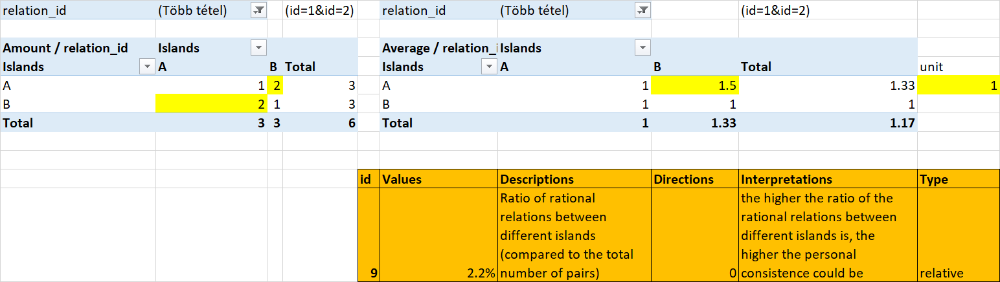 relation_id (Több tétel) (id=1&id=2) relation_id (Több tétel) (id=1&id=2)
Amount / relation_id Islands Average / relation_i Islands
Islands A B Total Islands A B Total unit
A 1 2 3 A 1 1.5 1.33 1
B 2 1 3 B 1 1 1
Total 3 3 6 Total 1 1.33 1.17
id Values Descriptions Directions Interpretations Type
Ratio of rational the higher the ratio of the
relations between rational relations between
different islands different islands is, the
(compared to the total higher the personal
9 2.2% number of pairs) 0 consistence could be relative